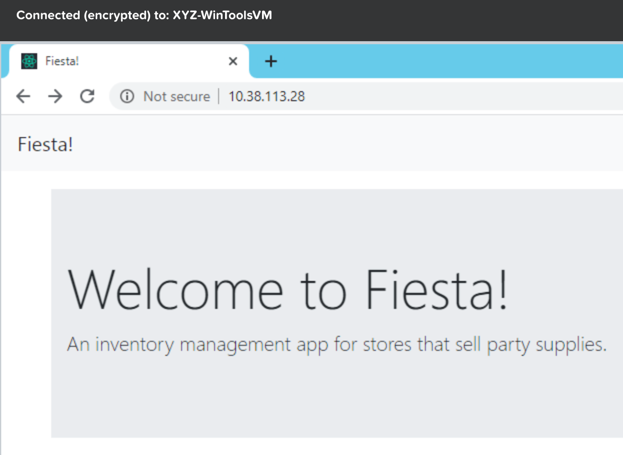 Connected (encrypted) to: XYZ-WinToolsVM
Fiesta!
Not secure | 10.38.113.28
Fiesta!
Welcome to Fiesta!
An inventory management app for stores that sell party supplies.